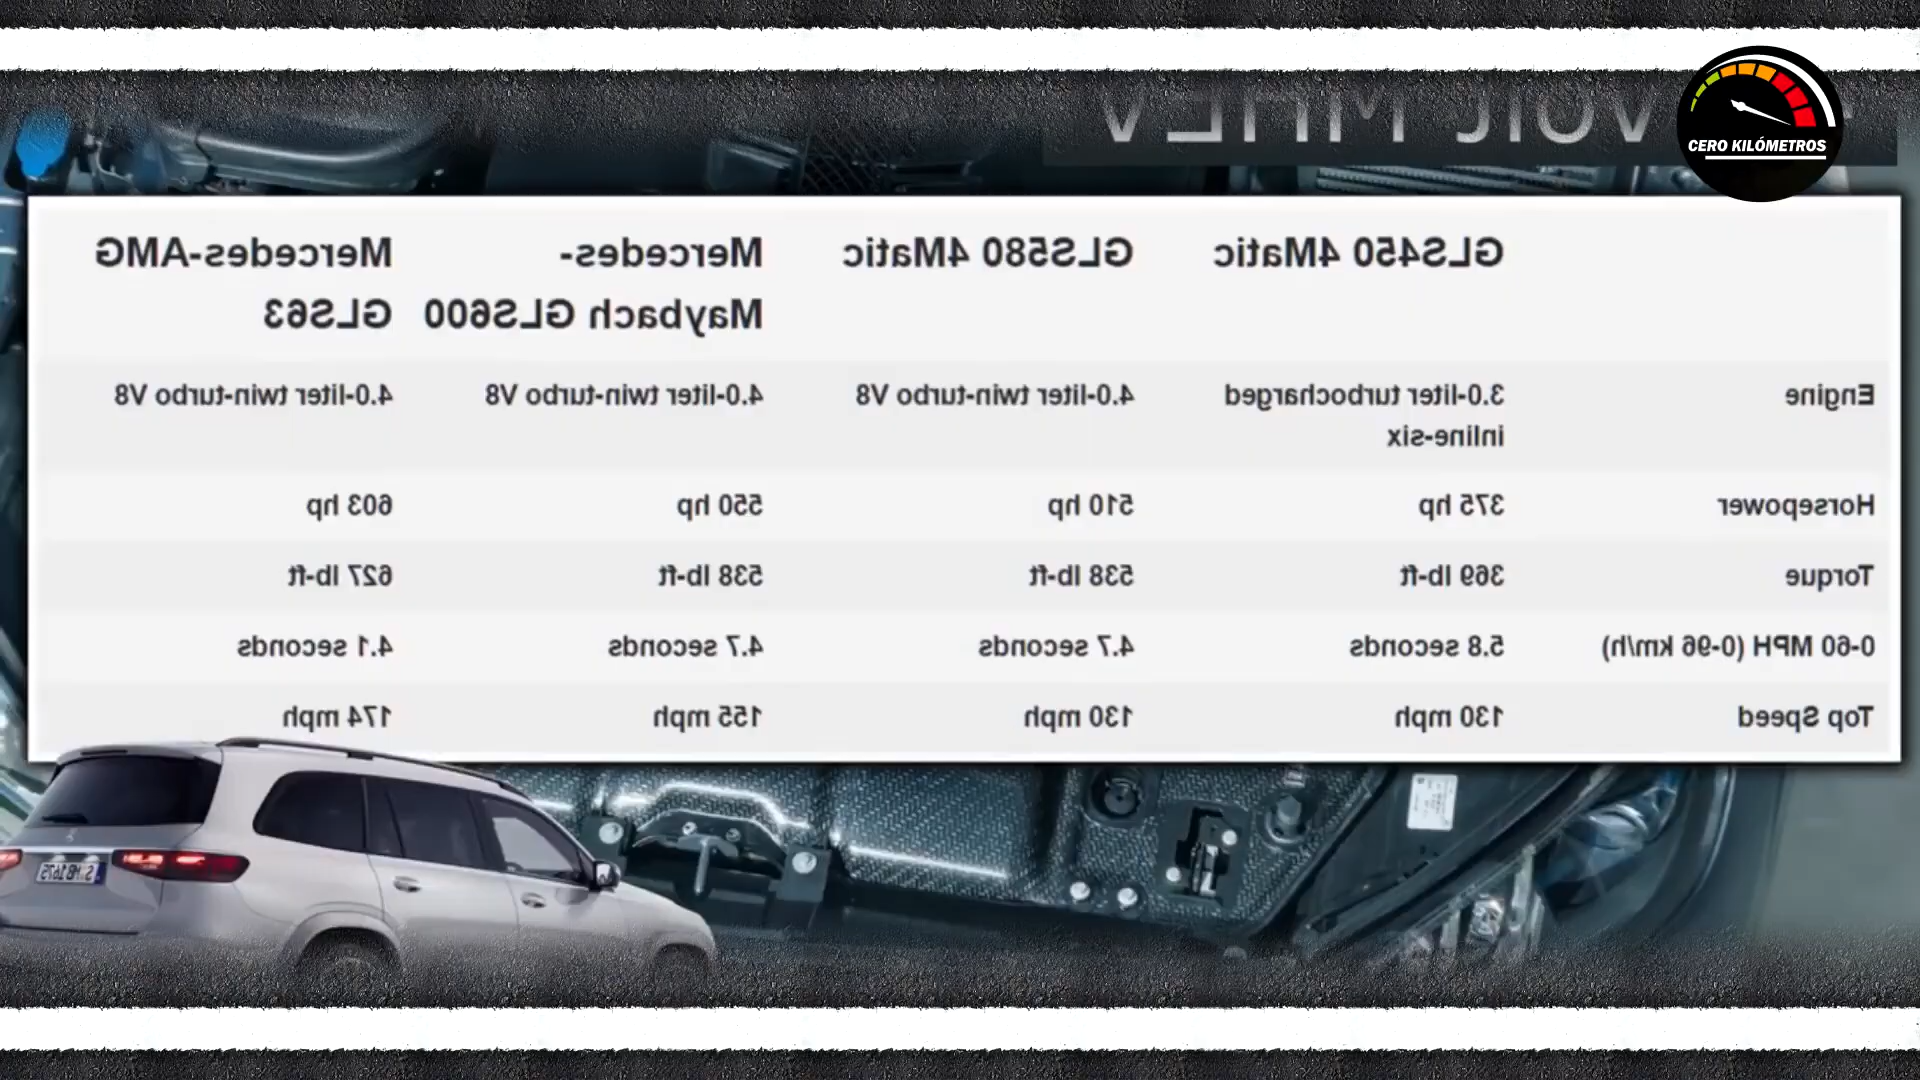 Volt MHEV
CERO KILÓMETROS
GLS450 4Matic GLS580 4Matic Mercedes- Mercedes-AMG
Maybach GLS600 GLS63
Engine 3.0-liter turbocharged 4.0-liter twin-turbo V8 4.0-liter twin-turbo V8 4.0-liter twin-turbo V8
inline-six
Horsepower 375 hp 510 hp 550 hp 603 hp
Torque 369 lb-ft 538 lb-ft 538 lb-ft 627 lb-ft
0-60 MPH (0-96 km/h) 5.8 seconds 4.7 seconds 4.7 seconds 4.1 seconds
Top Speed 130 mph 130 mph 155 mph 174 mph